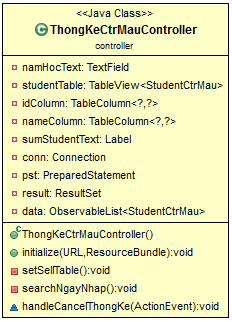 <<Java Class>>
ThongKeCtrMauController
controller
namHocText: TextField
studentTable: TableView<StudentCtrMau>
idColumn: TableColumn<?,?>
nameColumn: TableColumn<?,?>
sumStudentText: Label
conn: Connection
pst: PreparedStatement
result: ResultSet
data: ObservableList<StudentCtrMau>
ThongKeCtrMauController()
initialize(URL,ResourceBundle):void
setSellTable():void
searchNgayNhap():void
handleCancelThongKe(ActionEvent):void